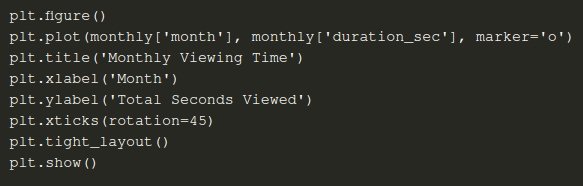 plt.figure()
plt.plot(monthly['month'], monthly['duration_sec'], marker='o')
plt.title('Monthly Viewing Time')
plt.xlabel('Month')
plt.ylabel('Total Seconds Viewed')
plt.xticks(rotation=45)
plt.tight_layout()
plt.show()